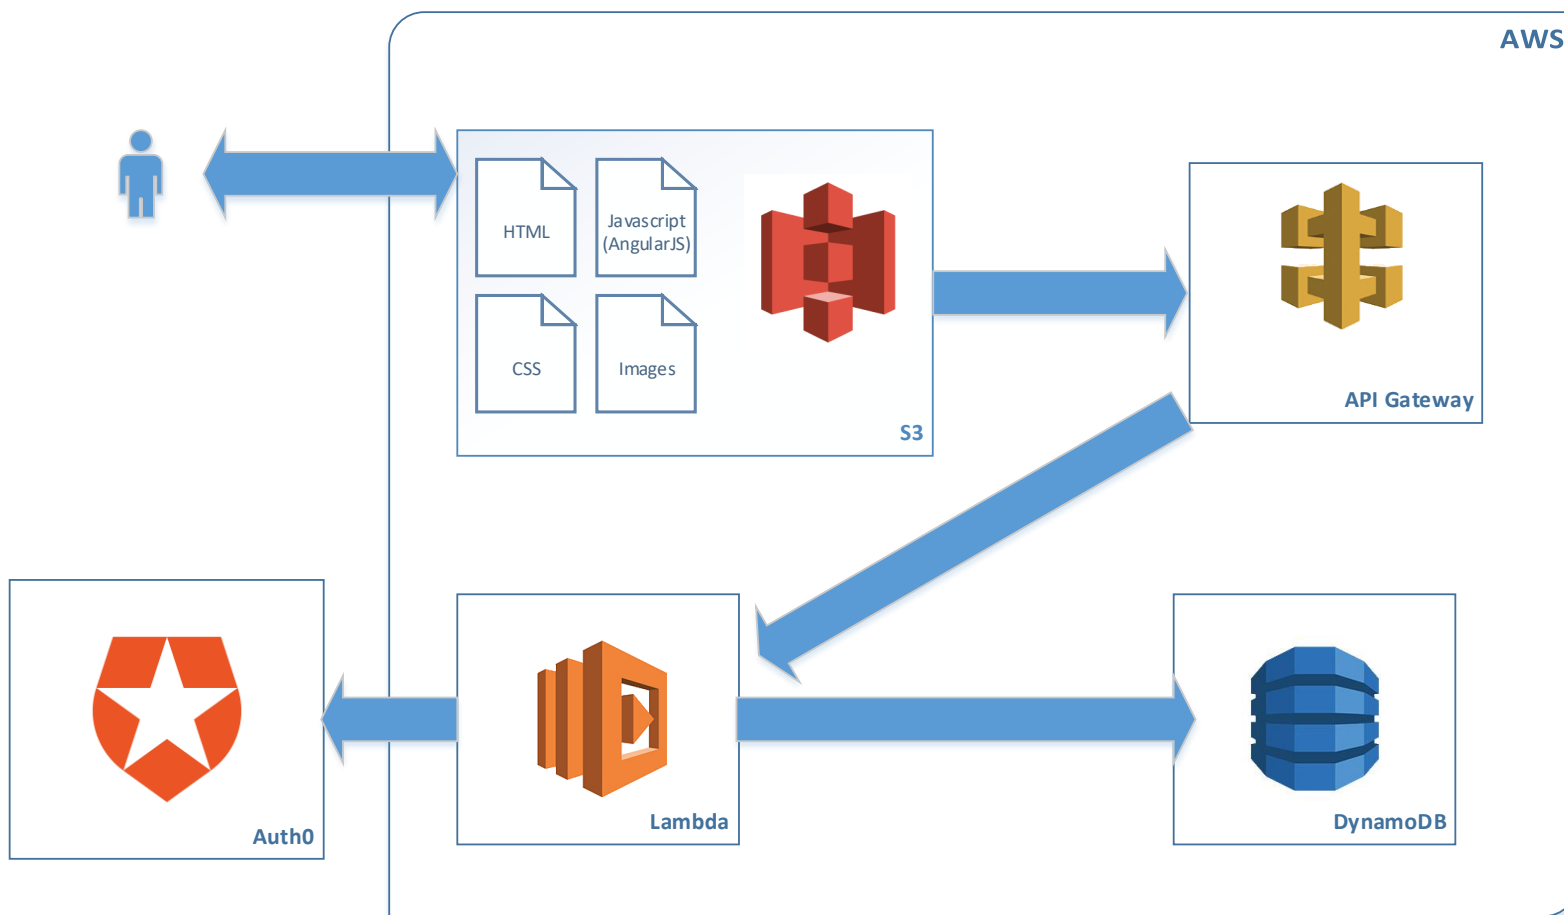 AWS
HTML
Javascript
(AngularJS)
CSS
Images
S3
API Gateway
Auth0
Lambda
DynamoDB